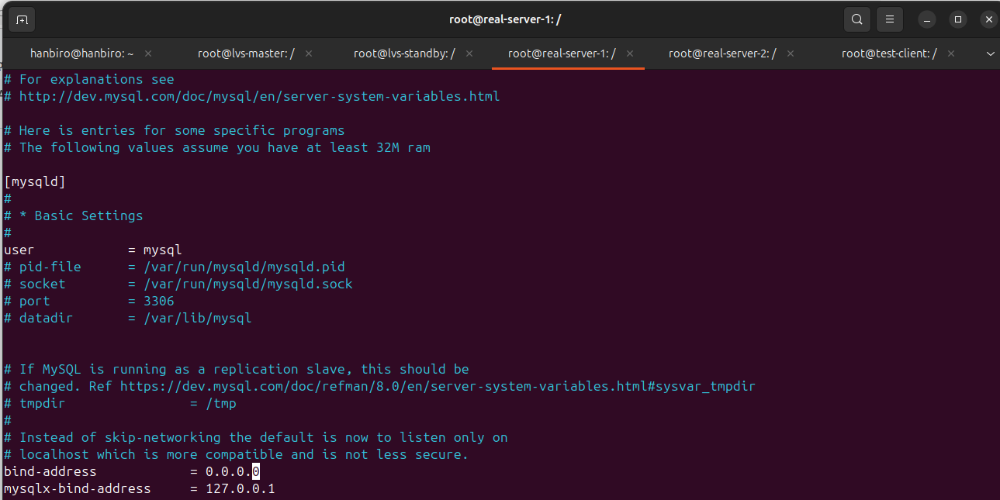 root@real-server-1: /
hanbiro@hanbiro: ~ × root@lvs-master: / × root@lvs-standby: / × root@real-server-1: / × root@real-server-2: / × root@test-client: / ×
# For explanations see
# http://dev.mysql.com/doc/mysql/en/server-system-variables.html
# Here is entries for some specific programs
# The following values assume you have at least 32M ram
[mysqld]
#
# * Basic Settings
#
user            = mysql
# pid-file      = /var/run/mysqld/mysqld.pid
# socket        = /var/run/mysqld/mysqld.sock
# port          = 3306
# datadir       = /var/lib/mysql
# If MySQL is running as a replication slave, this should be
# changed. Ref https://dev.mysql.com/doc/refman/8.0/en/server-system-variables.html#sysvar_tmpdir
# tmpdir                = /tmp
#
# Instead of skip-networking the default is now to listen only on
# localhost which is more compatible and is not less secure.
bind-address            = 0.0.0.0
mysqlx-bind-address     = 127.0.0.1